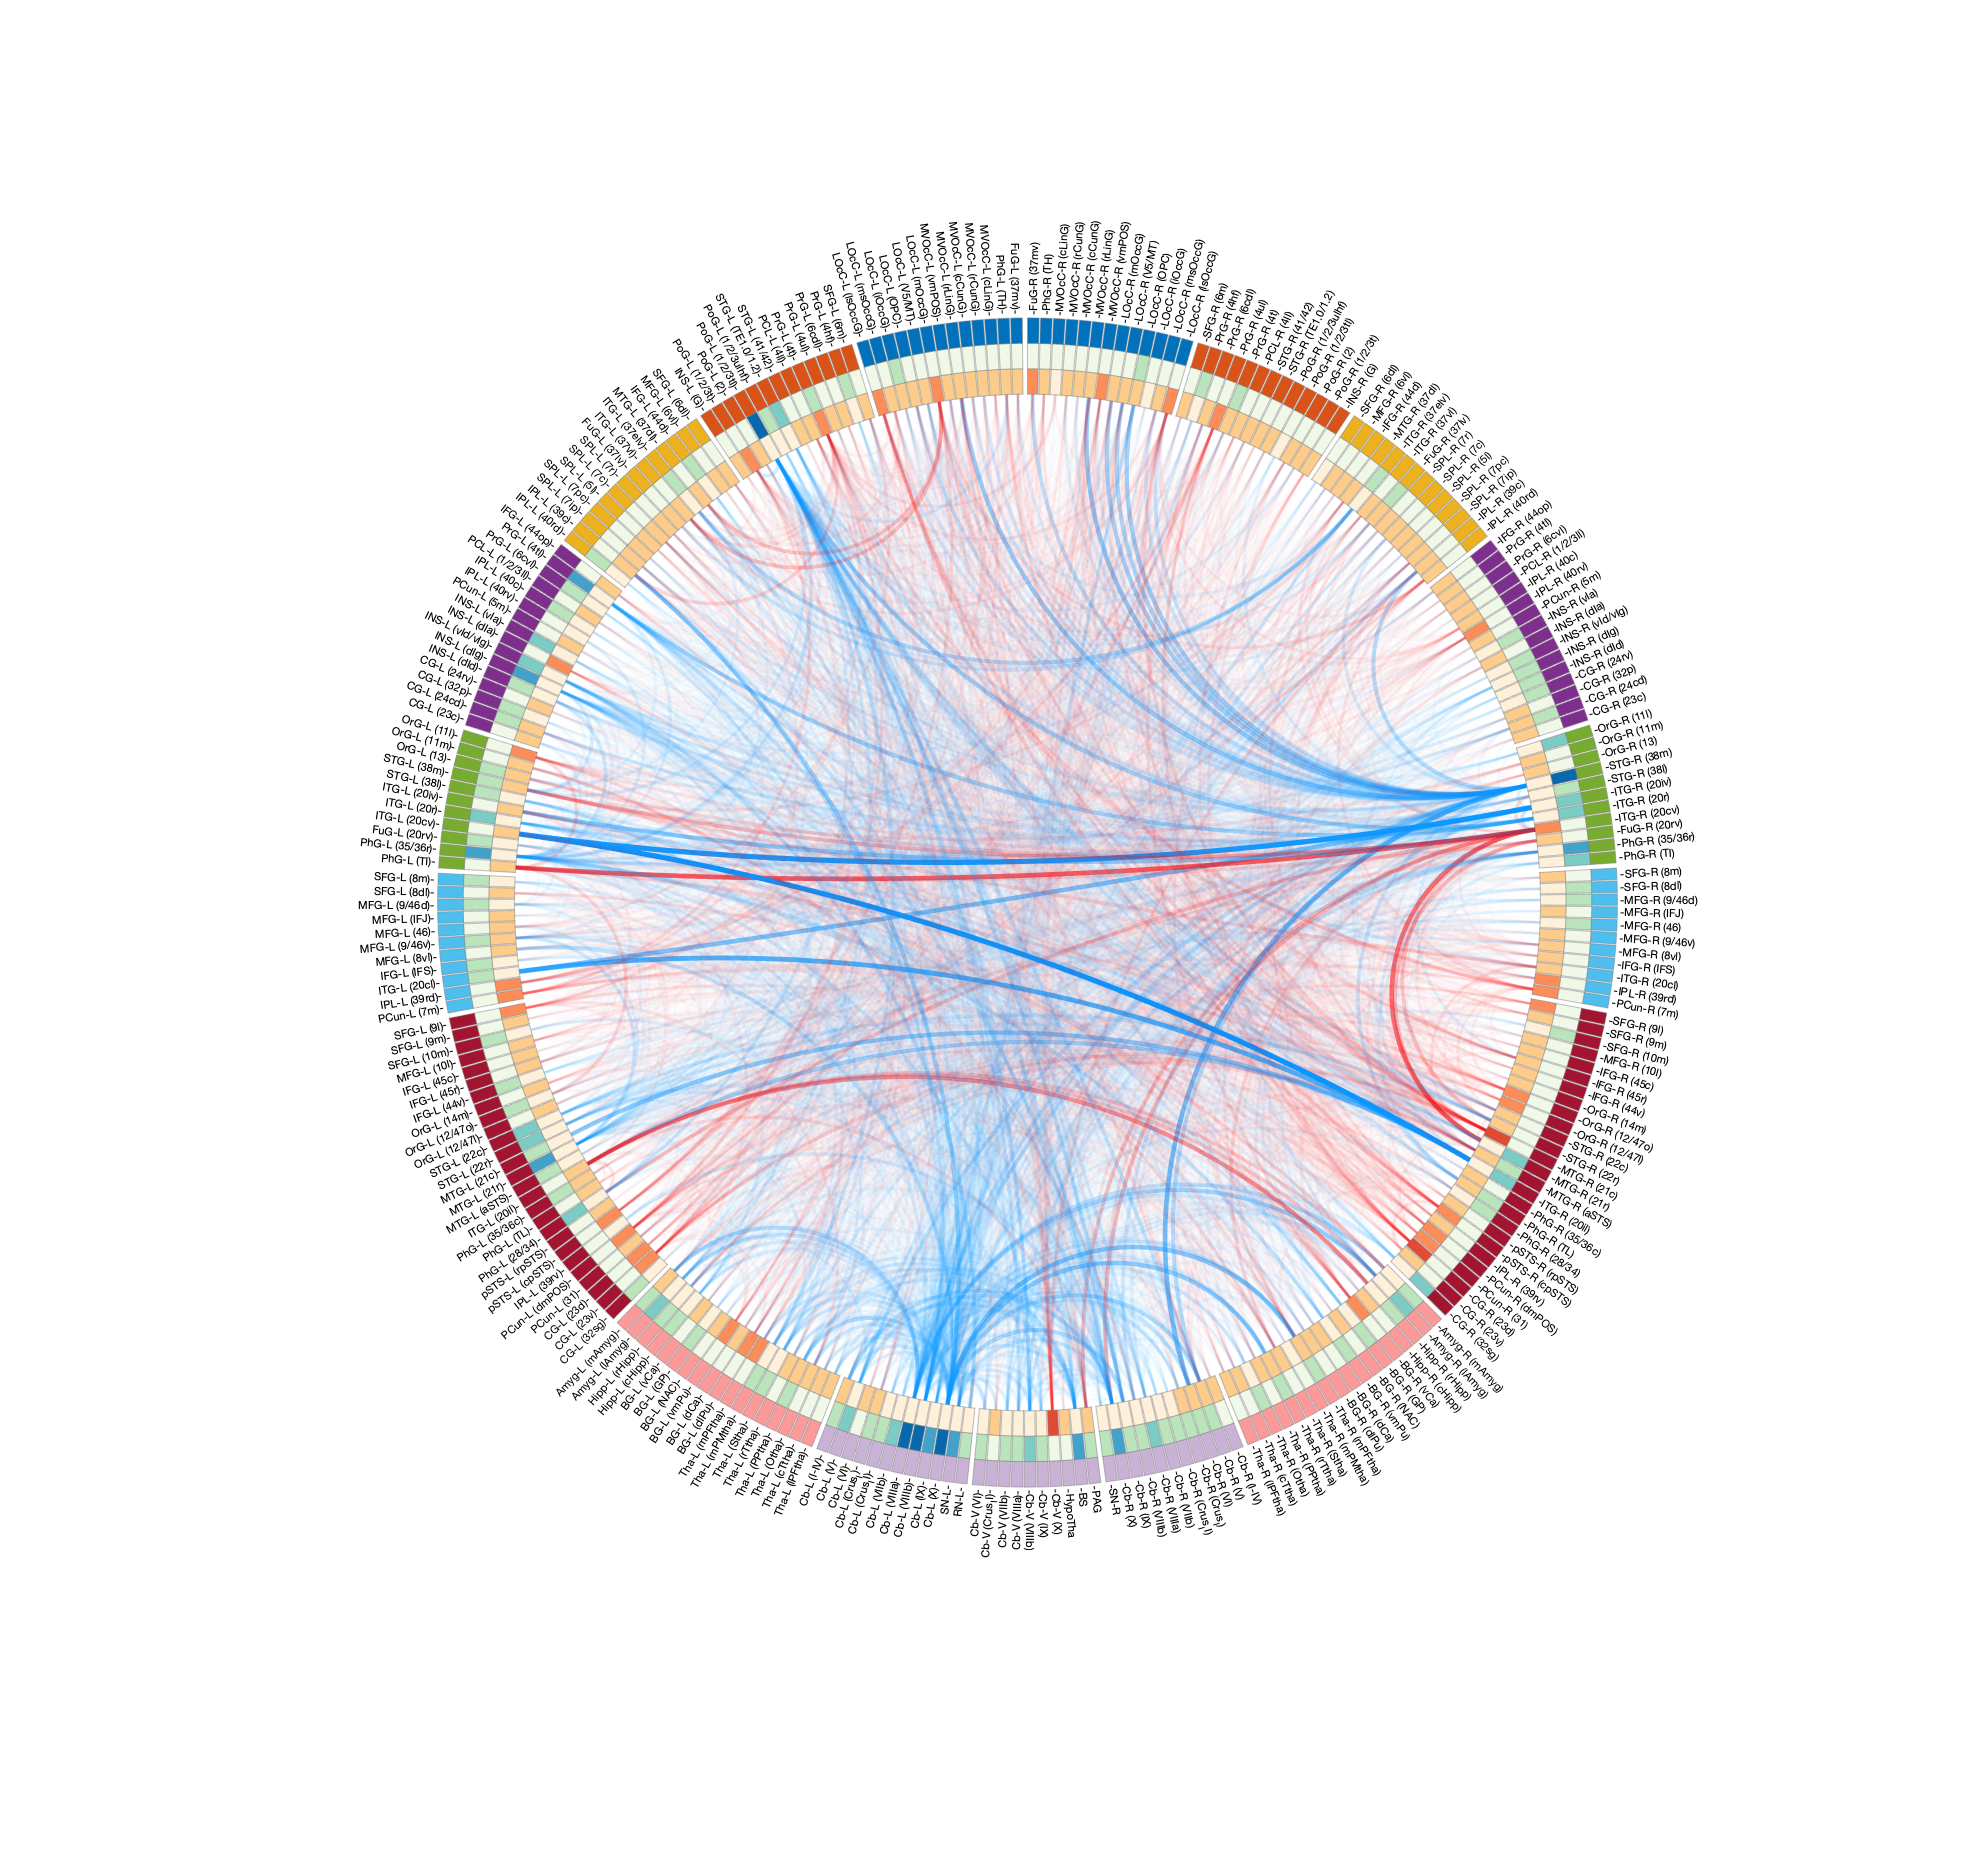 FuG-R (37mv)
PhG-R (TH)
MVOcC-R (cLinG)
MVOcC-R (rCunG)
MVOcC-R (cCunG)
MVOcC-R (rLinG)
MVOcC-R (vmPOS)
LOcC-R (mOccG)
LOcC-R (V5/MT)
LOcC-R (OPC)
LOcC-R (iOccG)
LOcC-R (msOccG)
LOcC-R (lsOccG)
SFG-R (6m)
PrG-R (4hf)
PrG-R (6cdl)
PrG-R (4ul)
PrG-R (4t)
PCL-R (4ll)
STG-R (41/42)
STG-R (TE1.0/1.2)
PoG-R (1/2/3ulhf)
PoG-R (1/2/3tl)
PoG-R (2)
PoG-R (1/2/3t)
INS-R (G)
SFG-R (6dl)
MFG-R (6vl)
IFG-R (44d)
MTG-R (37dl)
ITG-R (37elv)
ITG-R (37vl)
FuG-R (37lv)
SPL-R (7r)
SPL-R (7c)
SPL-R (5l)
SPL-R (7pc)
SPL-R (7ip)
IPL-R (39c)
IPL-R (40rd)
IFG-R (44op)
PrG-R (4tl)
PrG-R (6cvl)
PCL-R (1/2/3ll)
IPL-R (40c)
IPL-R (40rv)
PCun-R (5m)
INS-R (vIa)
INS-R (dIa)
INS-R (vId/vIg)
INS-R (dIg)
INS-R (dId)
CG-R (24rv)
CG-R (32p)
CG-R (24cd)
CG-R (23c)
OrG-R (11l)
OrG-R (11m)
OrG-R (13)
STG-R (38m)
STG-R (38l)
ITG-R (20iv)
ITG-R (20r)
ITG-R (20cv)
FuG-R (20rv)
PhG-R (35/36r)
PhG-R (TI)
SFG-R (8m)
SFG-R (8dl)
MFG-R (9/46d)
MFG-R (IFJ)
MFG-R (46)
MFG-R (9/46v)
MFG-R (8vl)
IFG-R (IFS)
ITG-R (20cl)
IPL-R (39rd)
PCun-R (7m)
SFG-R (9l)
SFG-R (9m)
SFG-R (10m)
MFG-R (10l)
IFG-R (45c)
IFG-R (45r)
IFG-R (44v)
OrG-R (14m)
OrG-R (12/47o)
OrG-R (12/47l)
STG-R (22c)
STG-R (22r)
MTG-R (21c)
MTG-R (21r)
MTG-R (aSTS)
ITG-R (20il)
PhG-R (35/36c)
PhG-R (TL)
PhG-R (28/34)
pSTS-R (rpSTS)
pSTS-R (cpSTS)
IPL-R (39rv)
PCun-R (dmPOS)
PCun-R (31)
CG-R (23d)
CG-R (23v)
CG-R (32sg)
Amyg-R (mAmyg)
Amyg-R (lAmyg)
Hipp-R (rHipp)
Hipp-R (cHipp)
BG-R (vCa)
BG-R (GP)
BG-R (NAC)
BG-R (vmPu)
BG-R (dCa)
BG-R (dlPu)
Tha-R (mPFtha)
Tha-R (mPMtha)
Tha-R (Stha)
Tha-R (rTtha)
Tha-R (PPtha)
Tha-R (Otha)
Tha-R (cTtha)
Tha-R (lPFtha)
Cb-R (I-IV)
Cb-R (V)
Cb-R (VI)
Cb-R (Crus_I)
Cb-R (Crus_II)
Cb-R (VIIb)
Cb-R (VIIIa)
Cb-R (VIIIb)
Cb-R (IX)
Cb-R (X)
SN-R
PAG
BS
HypoTha
Cb-V (X)
Cb-V (IX)
Cb-V (VIIIb)
Cb-V (VIIIa)
Cb-V (VIIb)
Cb-V (Crus_II)
Cb-V (VI)
RN-L
SN-L
Cb-L (X)
Cb-L (IX)
Cb-L (VIIIb)
Cb-L (VIIIa)
Cb-L (VIIb)
Cb-L (Crus_II)
Cb-L (Crus_I)
Cb-L (VI)
Cb-L (V)
Cb-L (I-IV)
Tha-L (lPFtha)
Tha-L (cTtha)
Tha-L (Otha)
Tha-L (PPtha)
Tha-L (rTtha)
Tha-L (Stha)
Tha-L (mPMtha)
Tha-L (mPFtha)
BG-L (dlPu)
BG-L (dCa)
BG-L (vmPu)
BG-L (NAC)
BG-L (GP)
BG-L (vCa)
Hipp-L (cHipp)
Hipp-L (rHipp)
Amyg-L (lAmyg)
Amyg-L (mAmyg)
CG-L (32sg)
CG-L (23v)
CG-L (23d)
PCun-L (31)
PCun-L (dmPOS)
IPL-L (39rv)
pSTS-L (cpSTS)
pSTS-L (rpSTS)
PhG-L (28/34)
PhG-L (TL)
PhG-L (35/36c)
ITG-L (20il)
MTG-L (aSTS)
MTG-L (21r)
MTG-L (21c)
STG-L (22r)
STG-L (22c)
OrG-L (12/47l)
OrG-L (12/47o)
OrG-L (14m)
IFG-L (44v)
IFG-L (45r)
IFG-L (45c)
MFG-L (10l)
SFG-L (10m)
SFG-L (9m)
SFG-L (9l)
PCun-L (7m)
IPL-L (39rd)
ITG-L (20cl)
IFG-L (IFS)
MFG-L (8vl)
MFG-L (9/46v)
MFG-L (46)
MFG-L (IFJ)
MFG-L (9/46d)
SFG-L (8dl)
SFG-L (8m)
PhG-L (TI)
PhG-L (35/36r)
FuG-L (20rv)
ITG-L (20cv)
ITG-L (20r)
ITG-L (20iv)
STG-L (38l)
STG-L (38m)
OrG-L (13)
OrG-L (11m)
OrG-L (11l)
CG-L (23c)
CG-L (24cd)
CG-L (32p)
CG-L (24rv)
INS-L (dId)
INS-L (dIg)
INS-L (vId/vIg)
INS-L (dIa)
INS-L (vIa)
PCun-L (5m)
IPL-L (40rv)
IPL-L (40c)
PCL-L (1/2/3ll)
PrG-L (6cvl)
PrG-L (4tl)
IFG-L (44op)
IPL-L (40rd)
IPL-L (39c)
SPL-L (7ip)
SPL-L (7pc)
SPL-L (5l)
SPL-L (7c)
SPL-L (7r)
FuG-L (37lv)
ITG-L (37vl)
ITG-L (37elv)
MTG-L (37dl)
IFG-L (44d)
MFG-L (6vl)
SFG-L (6dl)
INS-L (G)
PoG-L (1/2/3t)
PoG-L (2)
PoG-L (1/2/3tl)
PoG-L (1/2/3ulhf)
STG-L (TE1.0/1.2)
STG-L (41/42)
PCL-L (4ll)
PrG-L (4t)
PrG-L (4ul)
PrG-L (6cdl)
PrG-L (4hf)
SFG-L (6m)
LOcC-L (lsOccG)
LOcC-L (msOccG)
LOcC-L (iOccG)
LOcC-L (OPC)
LOcC-L (V5/MT)
LOcC-L (mOccG)
MVOcC-L (vmPOS)
MVOcC-L (rLinG)
MVOcC-L (cCunG)
MVOcC-L (rCunG)
MVOcC-L (cLinG)
PhG-L (TH)
FuG-L (37mv)